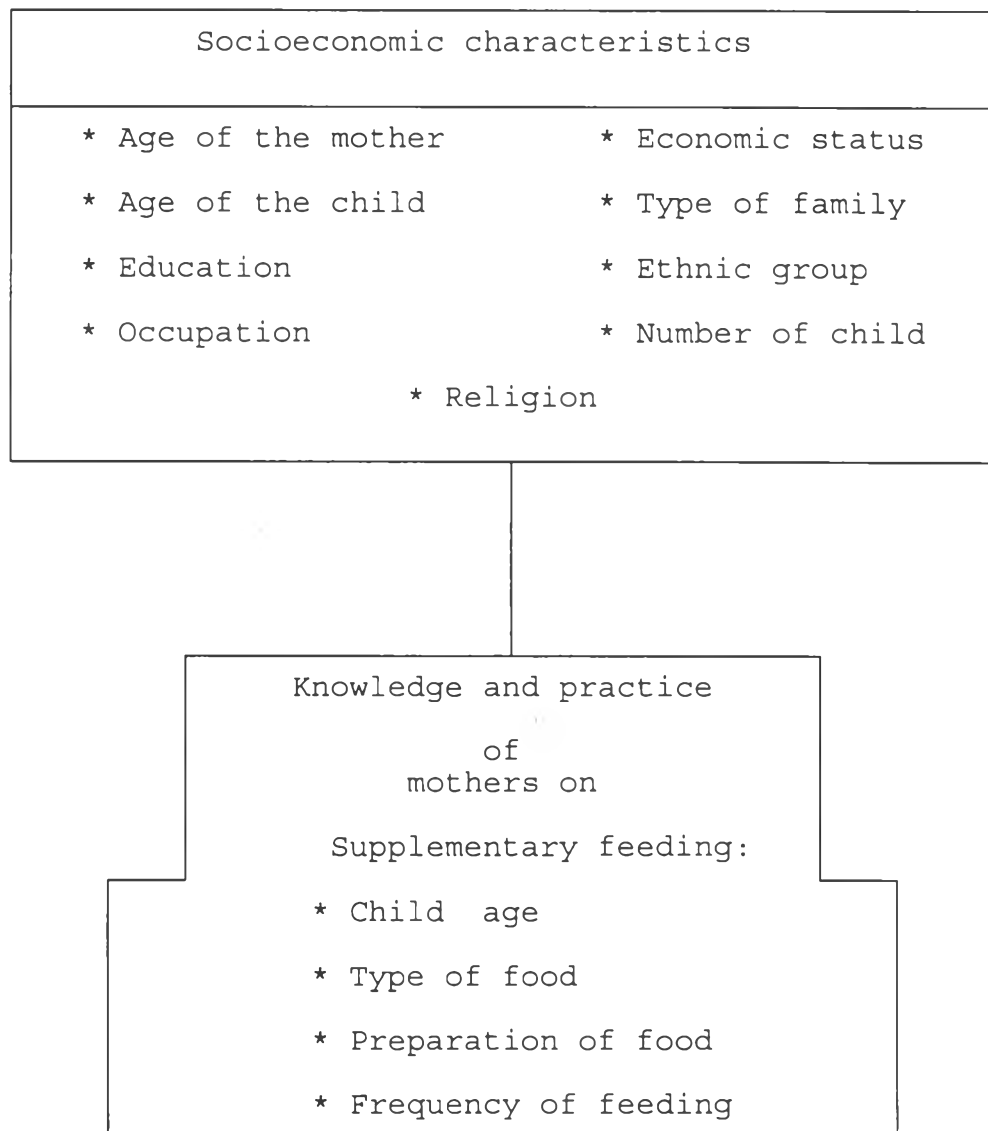 Socioeconomic characteristics
* Age of the mother * Economic status
* Age of the child * Type of family
* Education * Ethnic group
* Occupation * Number of child
* Religion
Knowledge and practice
of
mothers on
Supplementary feeding:
* Child age
* Type of food
* Preparation of food
* Frequency of feeding